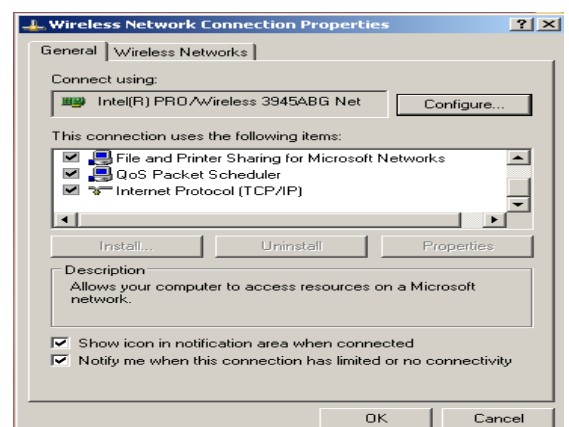 Wireless Network Connection Properties
General
Wireless Networks
Connect using:
Intel(R) PRO/Wireless 3945ABG Net
Configure...
This connection uses the following items:
File and Printer Sharing for Microsoft Networks
QoS Packet Scheduler
Internet Protocol (TCP/IP)
Install...
Uninstall
Properties
Description
Allows your computer to access resources on a Microsoft
network.
Show icon in notification area when connected
Notify me when this connection has limited or no connectivity
OK
Cancel